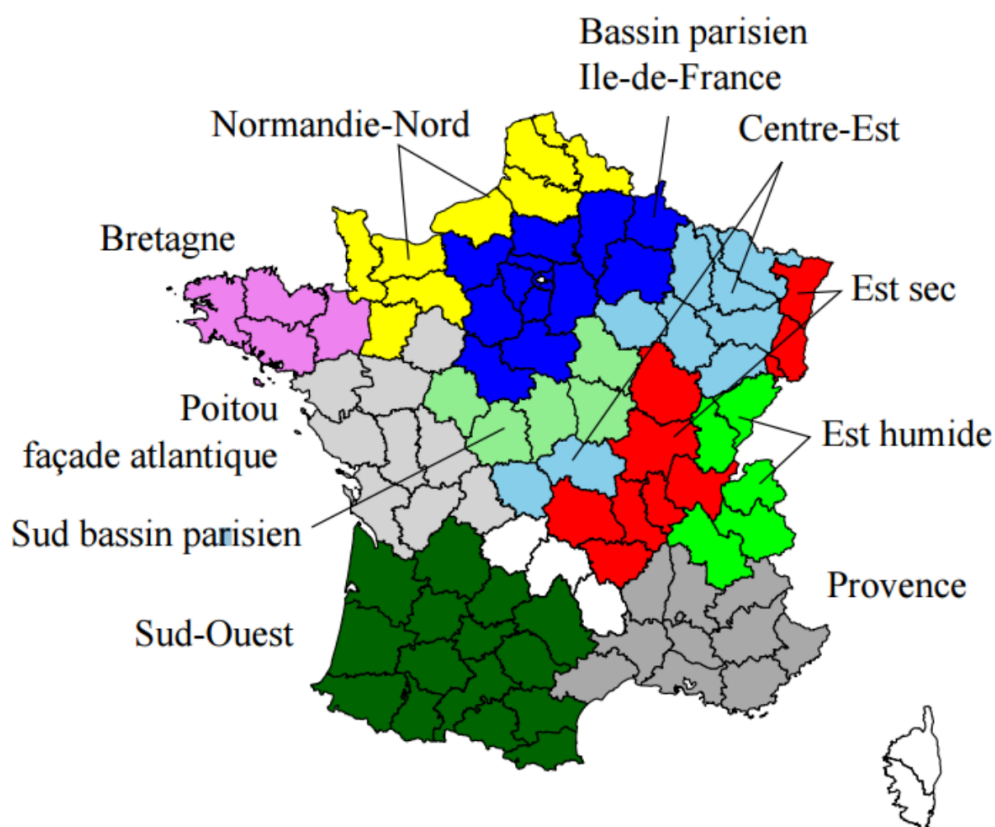 Bassin parisien
Ile-de-France
Normandie-Nord
Centre-Est
Bretagne
Est sec
Poitou
façade atlantique
Est humide
Sud bassin parisien
Provence
Sud-Ouest